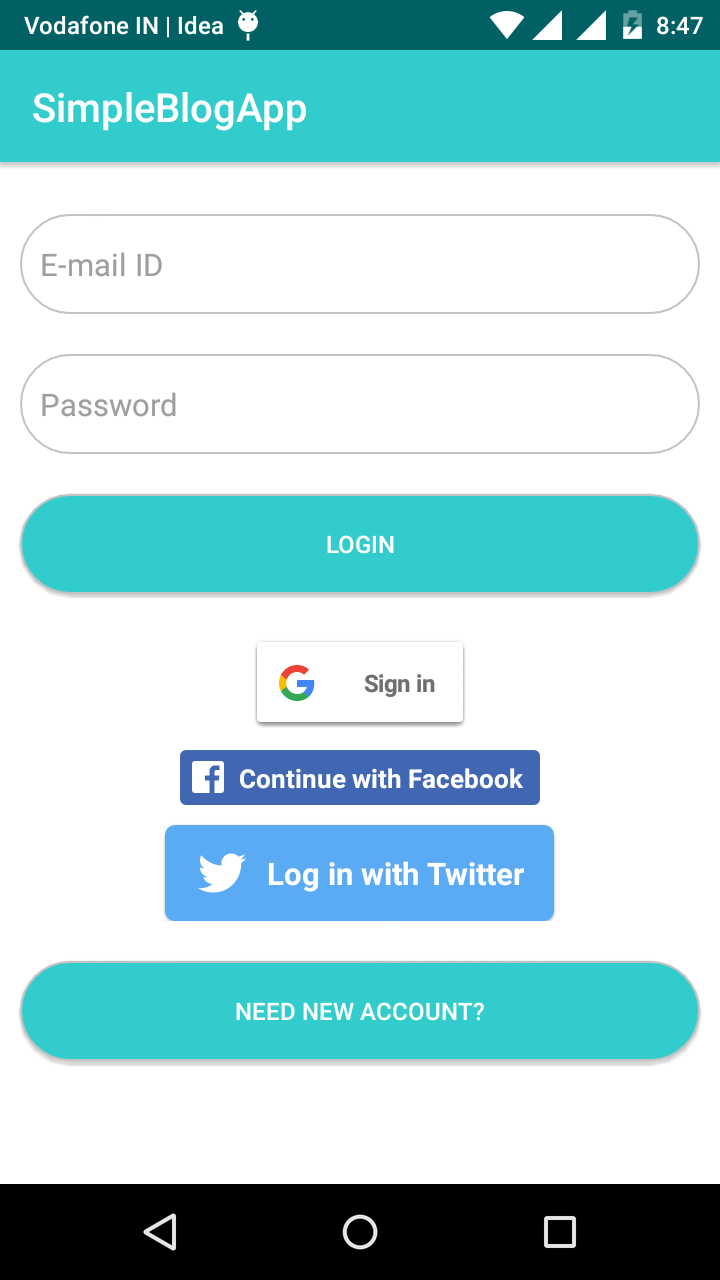 Vodafone IN | Idea 8:47
SimpleBlogApp
E-mail ID
Password
LOGIN
Sign in
Continue with Facebook
Log in with Twitter
NEED NEW ACCOUNT?